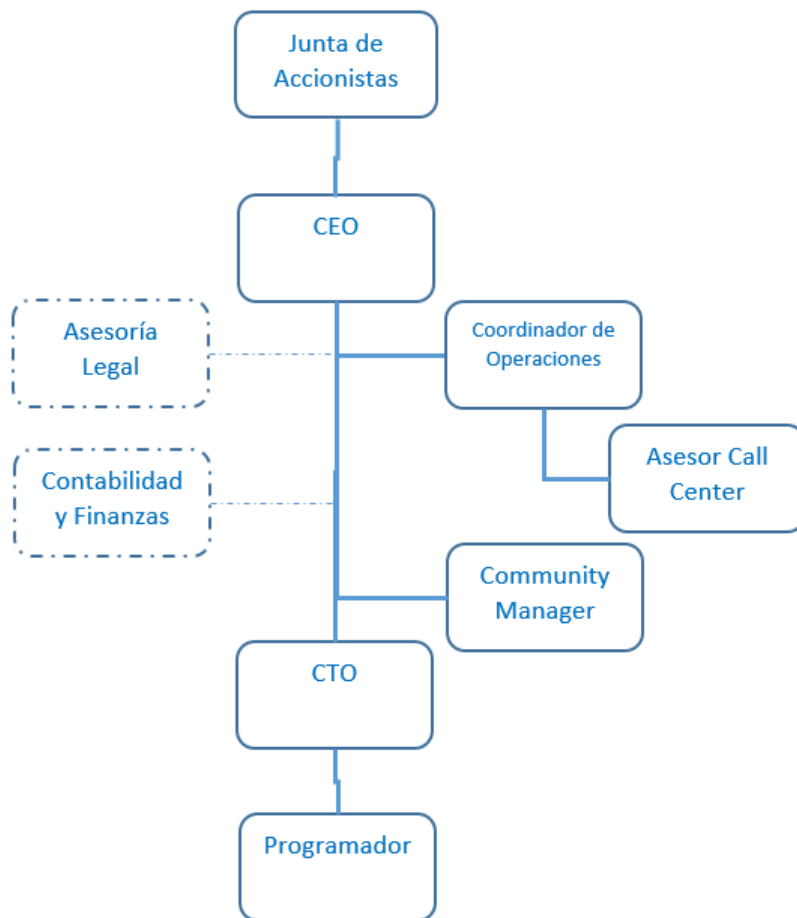 Junta de
Accionistas
CEO
Asesoría
Legal
Coordinador de
Operaciones
Contabilidad
y Finanzas
Asesor Call
Center
Community
Manager
CTO
Programador